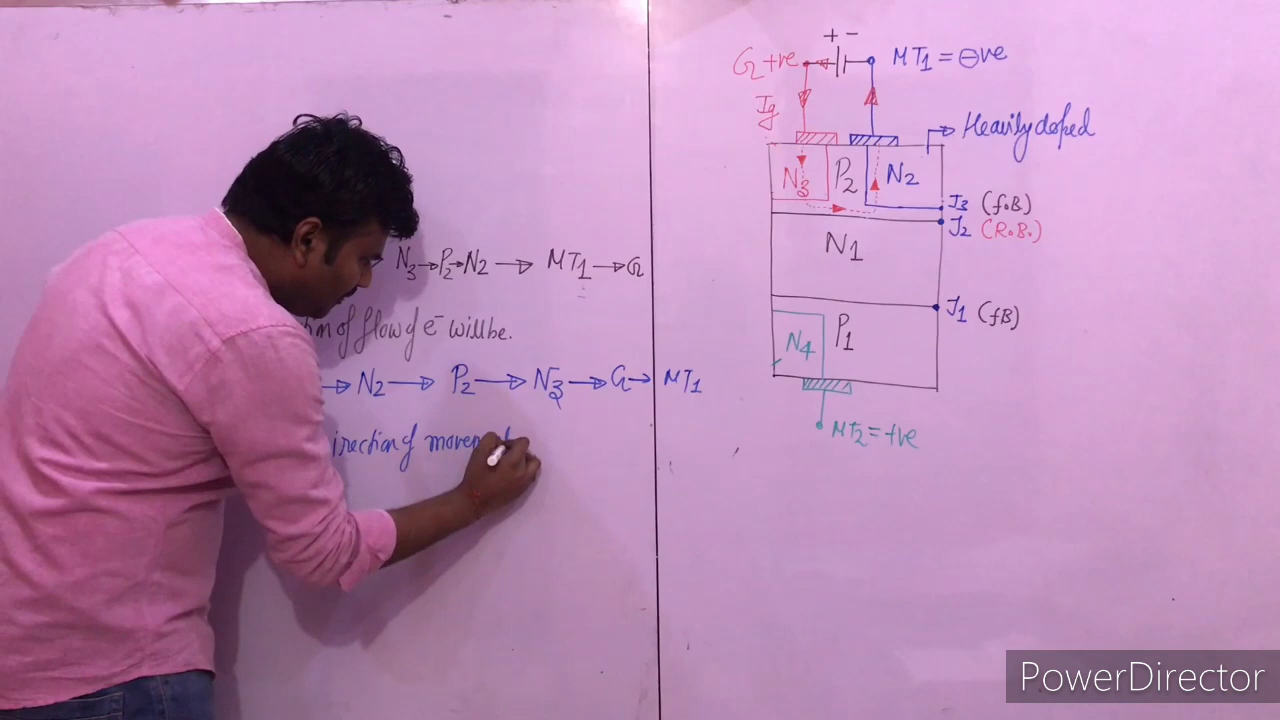 N3→P2→N2 → MT1→G
of flow of e⁻ will be.
→ N2 → P2 → N3 → G → MT1
irection of
+ -
G +ve
MT1 = ⊖ve
Ig
Heavily doped
N3 P2 N2
J3 (f.B)
J2 (R.B.)
N1
J1 (fB)
N4 P1
MT2 = +ve
PowerDirector